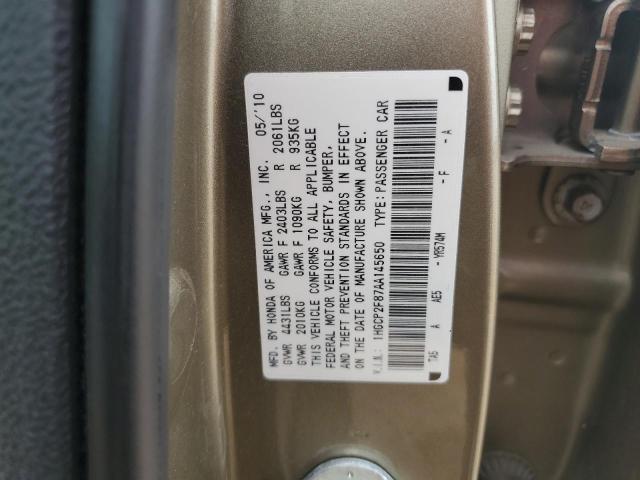 MFD. BY HONDA OF AMERICA MFG., INC. 05/'10
GVWR 4431LBS GAWR F 2403LBS R 2061LBS
GVWR 2010KG GAWR F 1090KG R 935KG
THIS VEHICLE CONFORMS TO ALL APPLICABLE
FEDERAL MOTOR VEHICLE SAFETY, BUMPER,
AND THEFT PREVENTION STANDARDS IN EFFECT
ON THE DATE OF MANUFACTURE SHOWN ABOVE.
V.I.N.: 1HGCP2F87AA145650 TYPE: PASSENGER CAR
TA5 A AE5 -YR574M -F -A